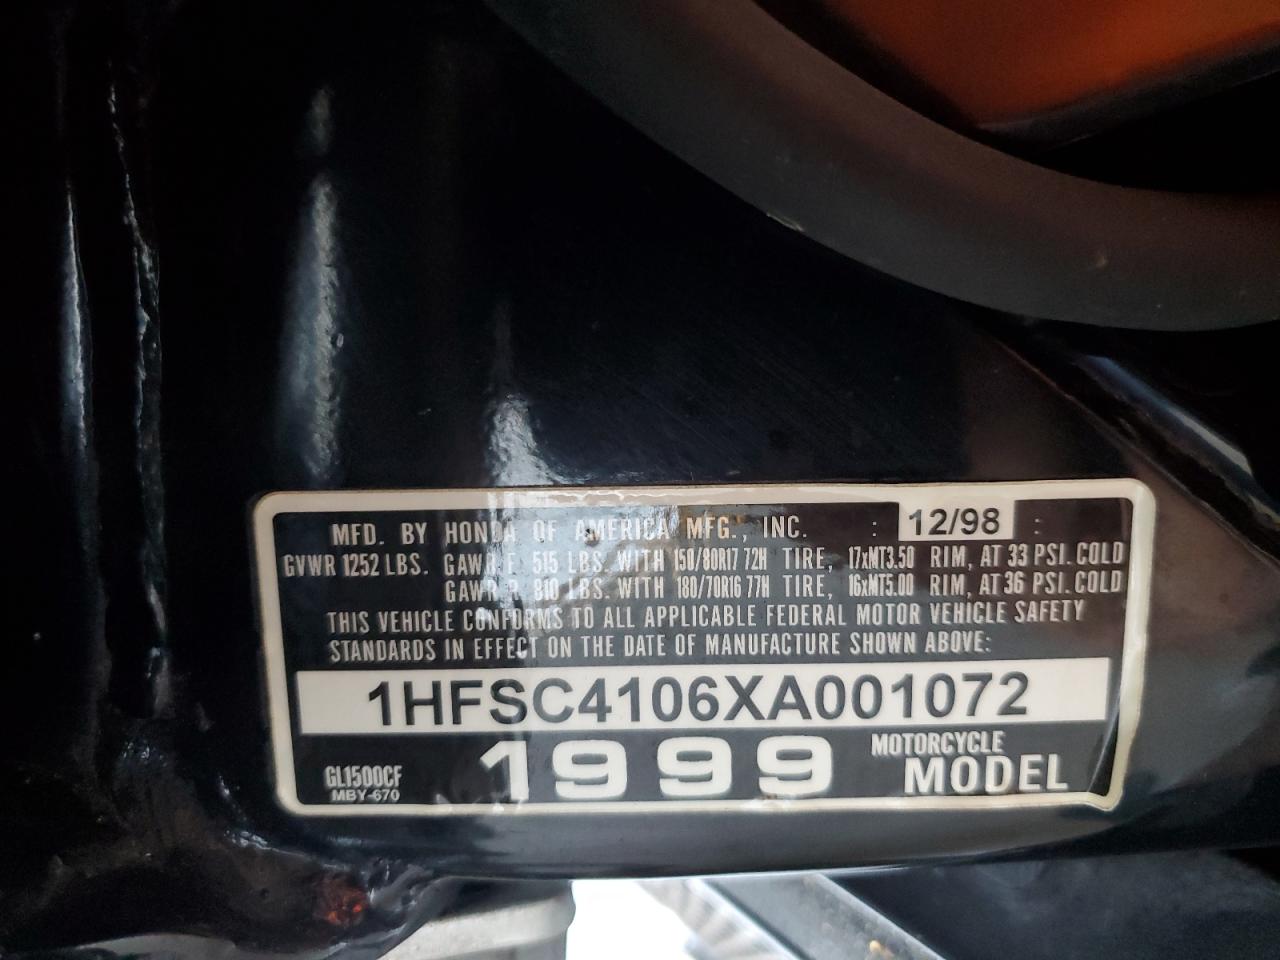 MFD. BY HONDA OF AMERICA MFG., INC. : 12/98 :
GVWR 1252 LBS. GAWR F. 515 LBS. WITH 150/80R17 72H TIRE, 17xMT3.50 RIM, AT 33 PSI. COLD
GAWR R. 810 LBS. WITH 180/70R16 77H TIRE, 16xMT5.00 RIM, AT 36 PSI. COLD
THIS VEHICLE CONFORMS TO ALL APPLICABLE FEDERAL MOTOR VEHICLE SAFETY
STANDARDS IN EFFECT ON THE DATE OF MANUFACTURE SHOWN ABOVE:
1HFSC4106XA001072
GL1500CF 1999 MOTORCYCLE
MBY-670 MODEL